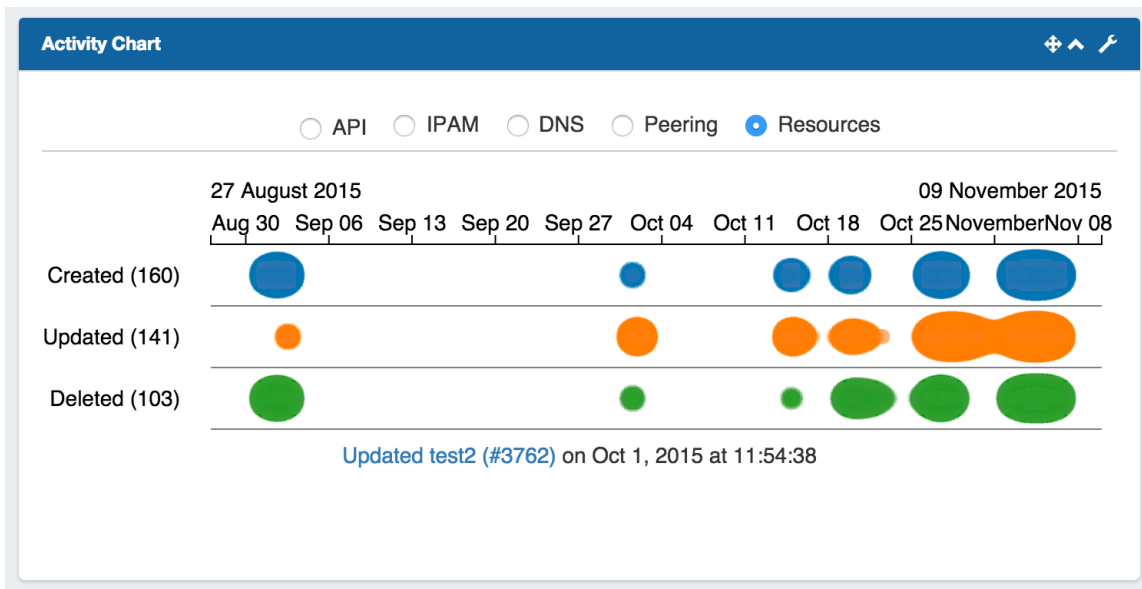 Activity Chart
API IPAM DNS Peering Resources
27 August 2015 09 November 2015
Aug 30 Sep 06 Sep 13 Sep 20 Sep 27 Oct 04 Oct 11 Oct 18 Oct 25 November Nov 08
Created (160)
Updated (141)
Deleted (103)
Updated test2 (#3762) on Oct 1, 2015 at 11:54:38